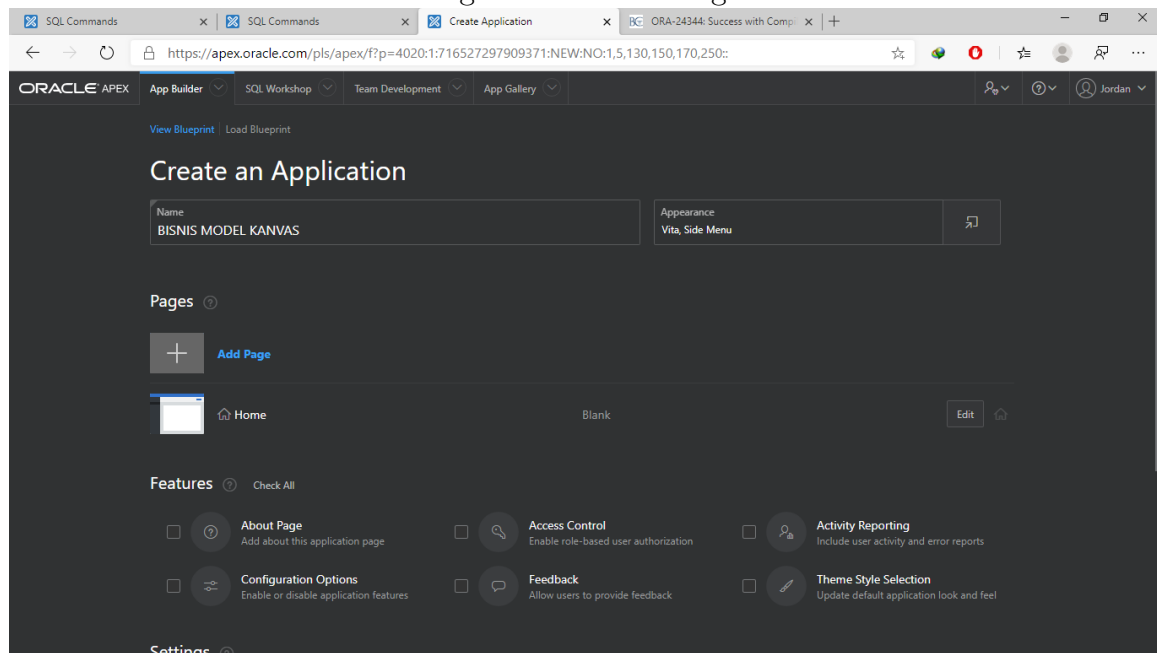 SQL Commands
SQL Commands
Create Application
ORA-24344: Success with Compi
https://apex.oracle.com/pls/apex/f?p=4020:1:716527297909371:NEW:NO:1,5,130,150,170,250::
ORACLE APEX App Builder SQL Workshop Team Development App Gallery Jordan
View Blueprint Load Blueprint
Create an Application
Name
BISNIS MODEL KANVAS
Appearance
Vita, Side Menu
Pages
Add Page
Home Blank Edit
Features Check All
About Page
Add about this application page
Access Control
Enable role-based user authorization
Activity Reporting
Include user activity and error reports
Configuration Options
Enable or disable application features
Feedback
Allow users to provide feedback
Theme Style Selection
Update default application look and feel
Settings